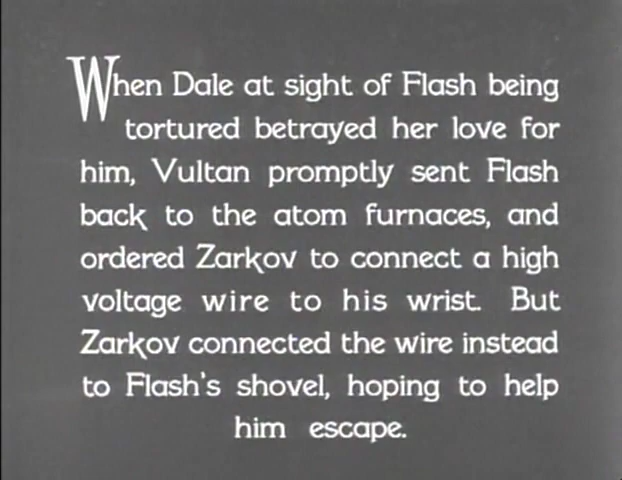 When Dale at sight of Flash being
tortured betrayed her love for
him, Vultan promptly sent Flash
back to the atom furnaces, and
ordered Zarkov to connect a high
voltage wire to his wrist. But
Zarkov connected the wire instead
to Flash's shovel, hoping to help
him escape.